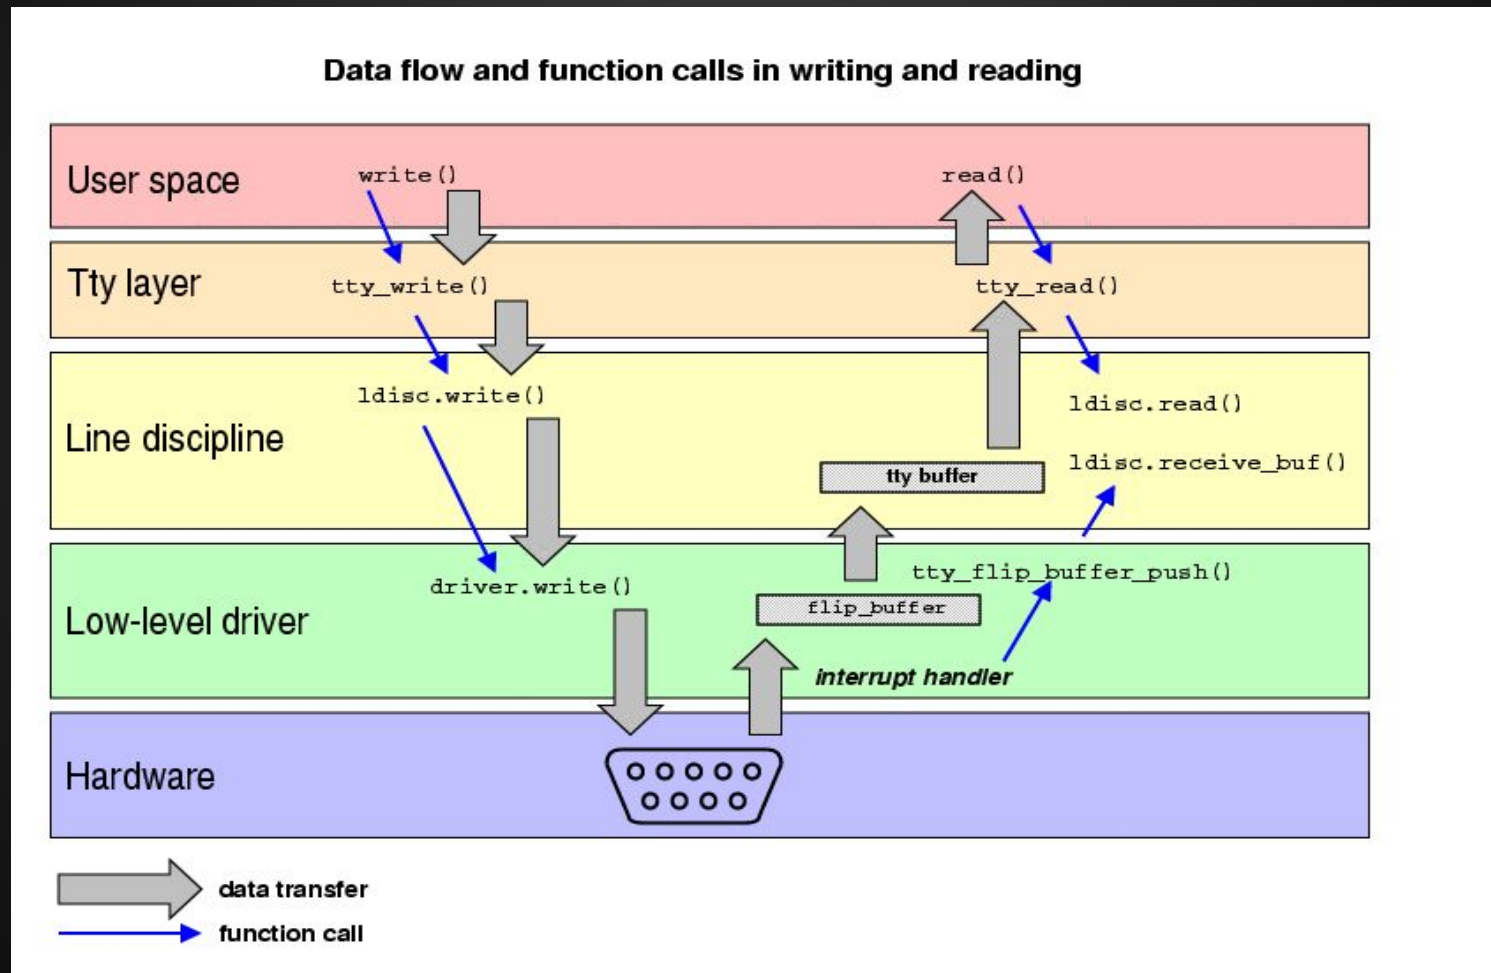 Data flow and function calls in writing and reading
User space
write()
read()
Tty layer
tty_write()
tty_read()
Line discipline
ldisc.write()
ldisc.read()
ldisc.receive_buf()
tty buffer
Low-level driver
driver.write()
tty_flip_buffer_push()
flip_buffer
interrupt handler
Hardware
data transfer
function call